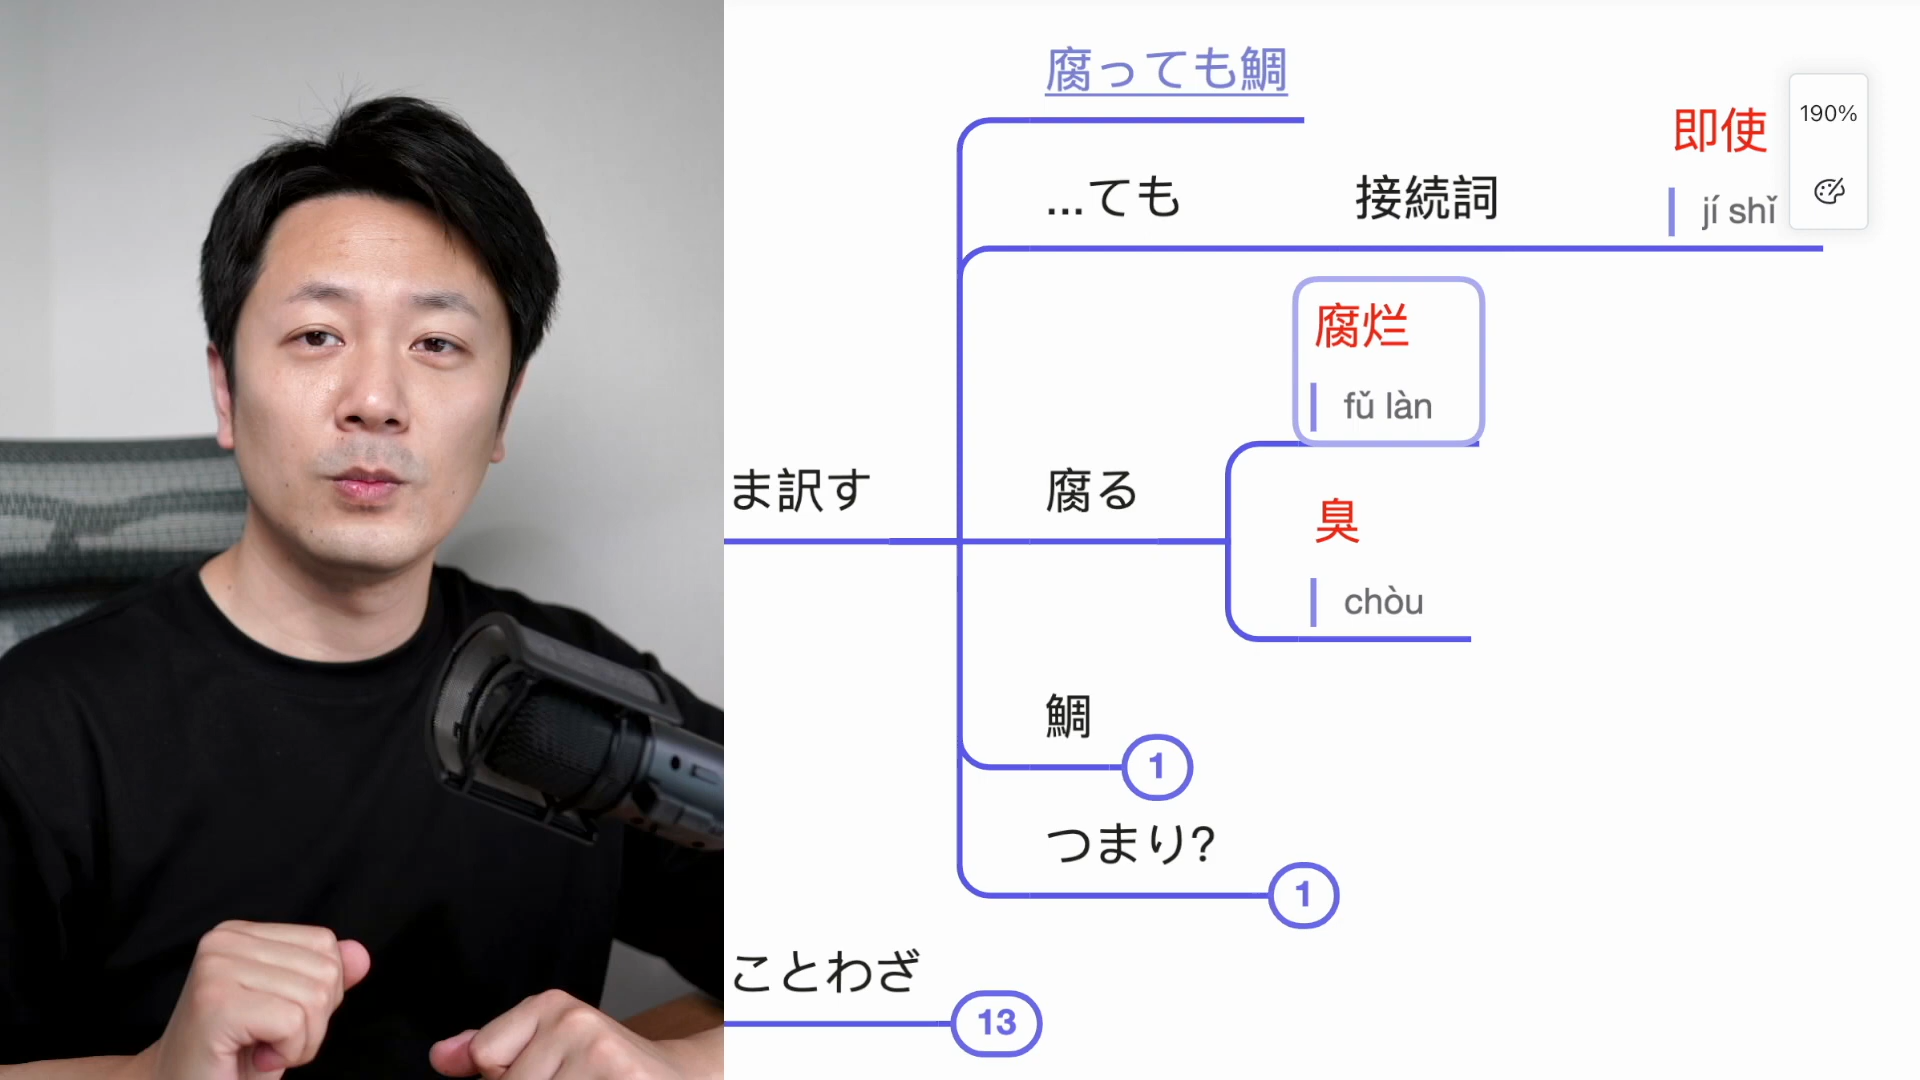 腐っても鯛
...ても 接続詞 即使
jí shǐ
190%
腐烂
fǔ làn
ま訳す
腐る
臭
chòu
鯛
1
つまり?
1
ことわざ
13